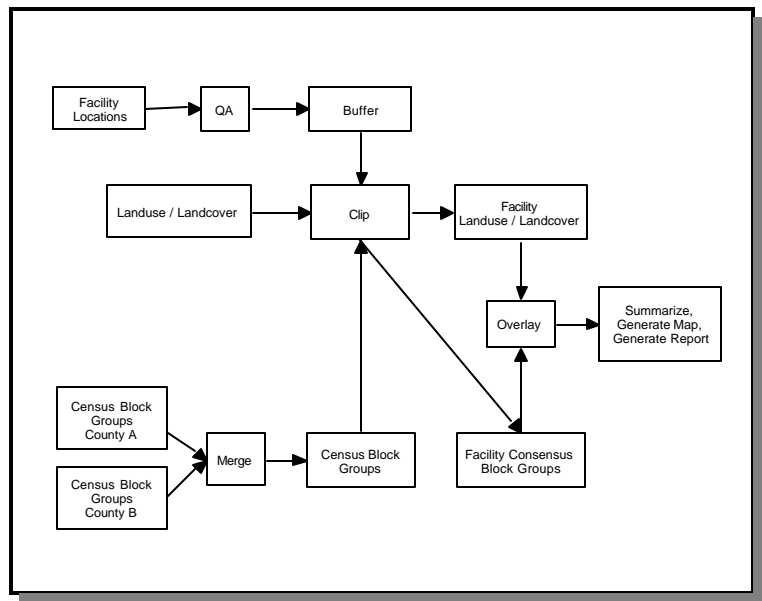 Facility
Locations
QA
Buffer
Landuse / Landcover
Clip
Facility
Landuse / Landcover
Overlay
Summarize,
Generate Map,
Generate Report
Census Block
Groups
County A
Merge
Census Block
Groups
Facility Consensus
Block Groups
Census Block
Groups
County B